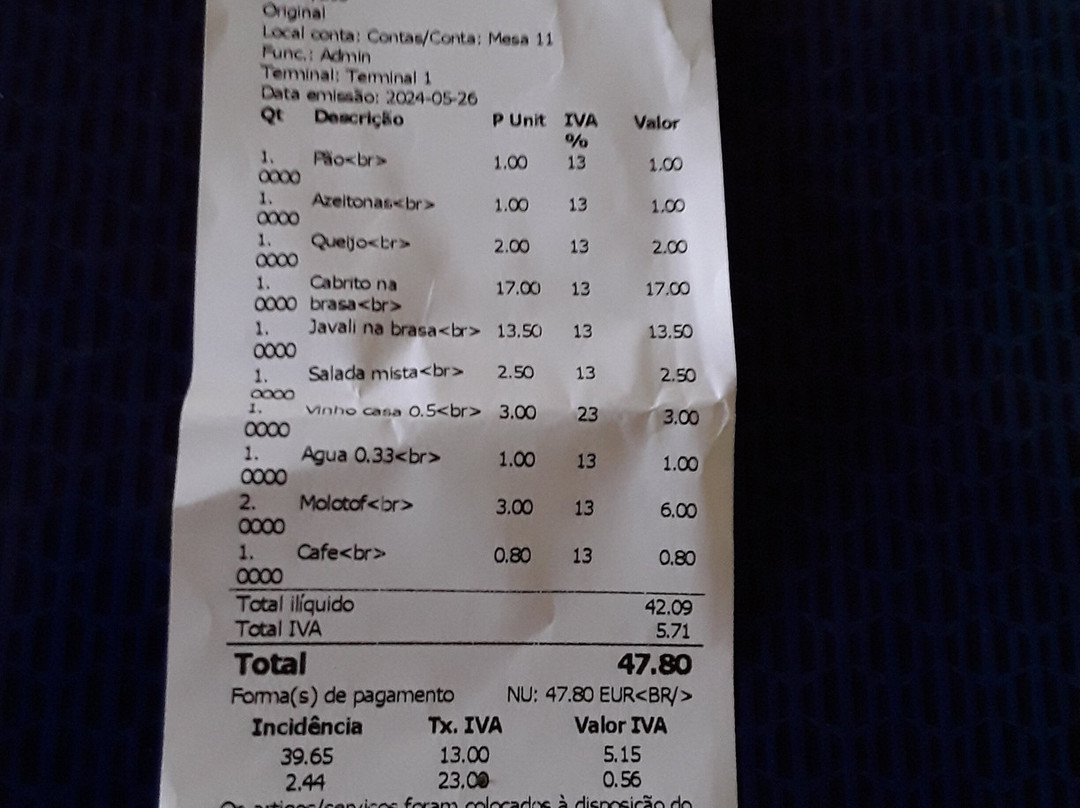 Original
Local conta: Contas/Conta: Mesa 11
Func.: Admin
Terminal: Terminal 1
Data emissão: 2024-05-26
Qt Descrição P Unit IVA % Valor
1.0000 Pão<br> 1.00 13 1.00
1.0000 Azeitonas<br> 1.00 13 1.00
1.0000 Queijo<br> 2.00 13 2.00
1.0000 Cabrito na brasa<br> 17.00 13 17.00
1.0000 Javali na brasa<br> 13.50 13 13.50
1.0000 Salada mista<br> 2.50 13 2.50
1.0000 Vinho casa 0.5<br> 3.00 23 3.00
1.0000 Agua 0.33<br> 1.00 13 1.00
2.0000 Molotof<br> 3.00 13 6.00
1.0000 Cafe<br> 0.80 13 0.80
Total ilíquido 42.09
Total IVA 5.71
Total 47.80
Forma(s) de pagamento NU: 47.80 EUR<BR/>
Incidência Tx. IVA Valor IVA
39.65 13.00 5.15
2.44 23.00 0.56
Os artigos/serviços foram colocados à disposição do